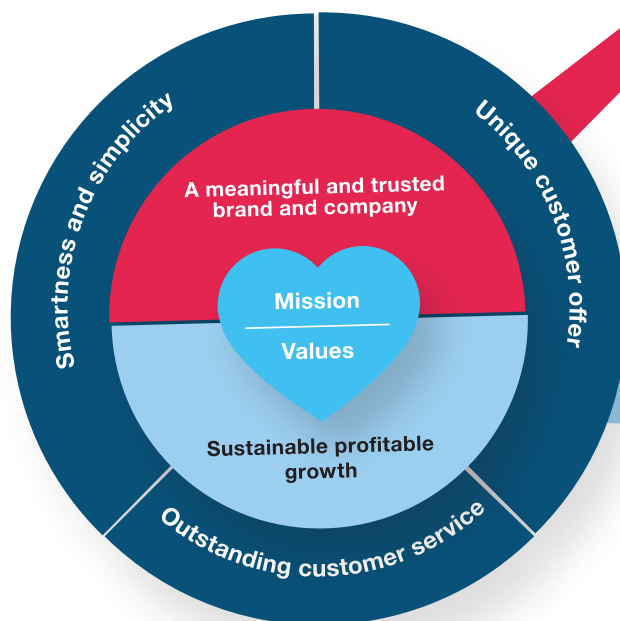 Smartness and simplicity
Unique customer offer
A meaningful and trusted
brand and company
Mission
Values
Sustainable profitable
growth
Outstanding customer service